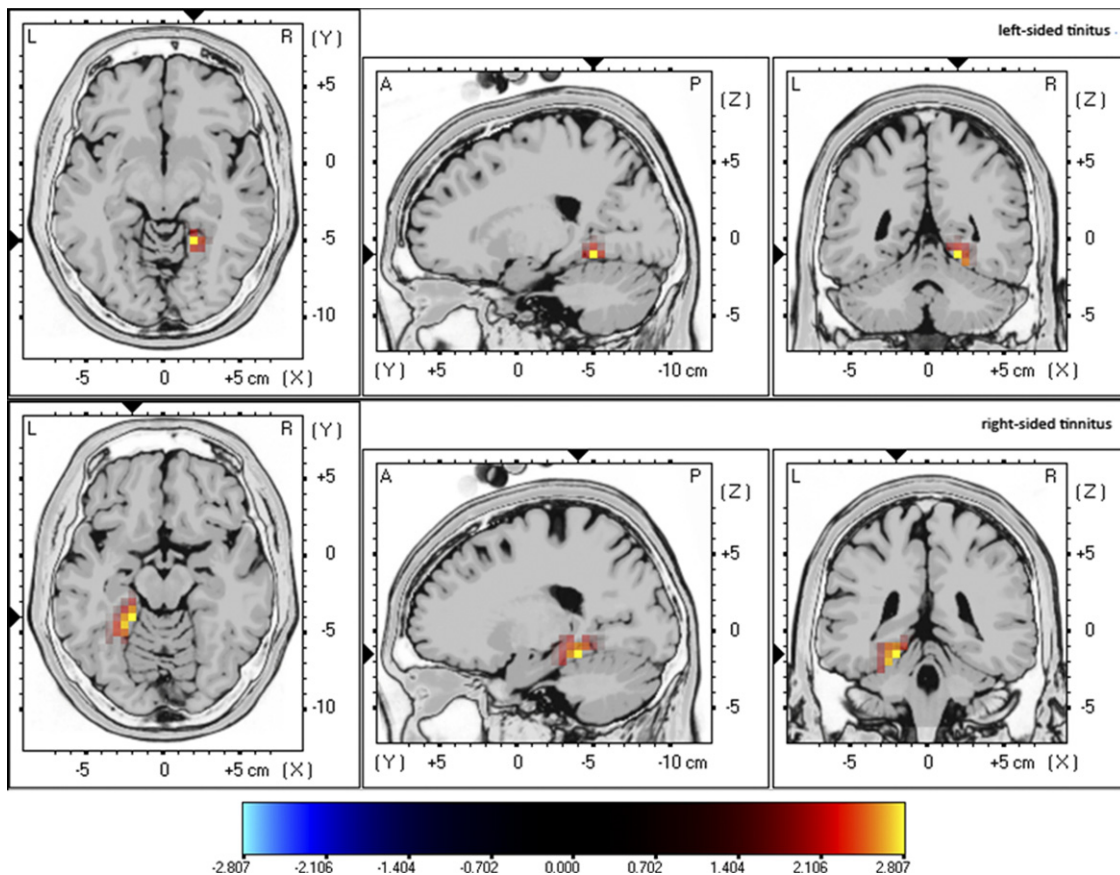 left-sided tinitus
L R (Y)
+5
0
-5
-10
-5 0 +5 cm (X)
A P (Z)
+5
0
-5
(Y) +5 0 -5 -10 cm
L R (Z)
+5
0
-5
-5 0 +5 cm (X)
right-sided tinnitus
L R (Y)
+5
0
-5
-10
-5 0 +5 cm (X)
A P (Z)
+5
0
-5
(Y) +5 0 -5 -10 cm
L R (Z)
+5
0
-5
-5 0 +5 cm (X)
-2.807 -2.106 -1.404 -0.702 0.000 0.702 1.404 2.106 2.807